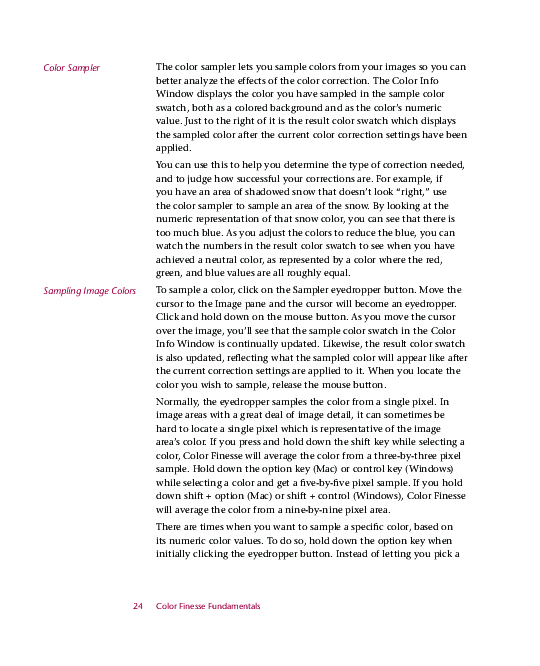 Color Sampler
The color sampler lets you sample colors from your images so you can
better analyze the effects of the color correction. The Color Info
Window displays the color you have sampled in the sample color
swatch, both as a colored background and as the color's numeric
value. Just to the right of it is the result color swatch which displays
the sampled color after the current color correction settings have been
applied.
You can use this to help you determine the type of correction needed,
and to judge how successful your corrections are. For example, if
you have an area of shadowed snow that doesn't look “right,” use
the color sampler to sample an area of the snow. By looking at the
numeric representation of that snow color, you can see that there is
too much blue. As you adjust the colors to reduce the blue, you can
watch the numbers in the result color swatch to see when you have
achieved a neutral color, as represented by a color where the red,
green, and blue values are all roughly equal.
Sampling Image Colors
To sample a color, click on the Sampler eyedropper button. Move the
cursor to the Image pane and the cursor will become an eyedropper.
Click and hold down on the mouse button. As you move the cursor
over the image, you'll see that the sample color swatch in the Color
Info Window is continually updated. Likewise, the result color swatch
is also updated, reflecting what the sampled color will appear like after
the current correction settings are applied to it. When you locate the
color you wish to sample, release the mouse button.
Normally, the eyedropper samples the color from a single pixel. In
image areas with a great deal of image detail, it can sometimes be
hard to locate a single pixel which is representative of the image
area's color. If you press and hold down the shift key while selecting a
color, Color Finesse will average the color from a three-by-three pixel
sample. Hold down the option key (Mac) or control key (Windows)
while selecting a color and get a five-by-five pixel sample. If you hold
down shift + option (Mac) or shift + control (Windows), Color Finesse
will average the color from a nine-by-nine pixel area.
There are times when you want to sample a specific color, based on
its numeric color values. To do so, hold down the option key when
initially clicking the eyedropper button. Instead of letting you pick a
24 Color Finesse Fundamentals